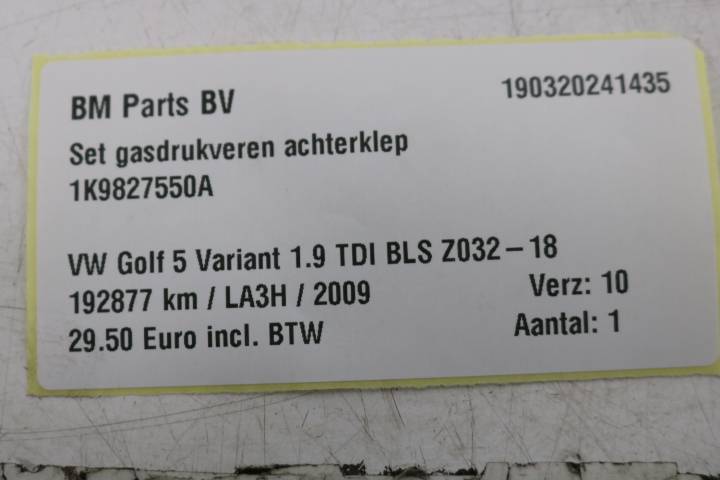 BM Parts BV 190320241435
Set gasdrukveren achterklep
1K9827550A
VW Golf 5 Variant 1.9 TDI BLS Z032-18
192877 km / LA3H / 2009 Verz: 10
29.50 Euro incl. BTW Aantal: 1